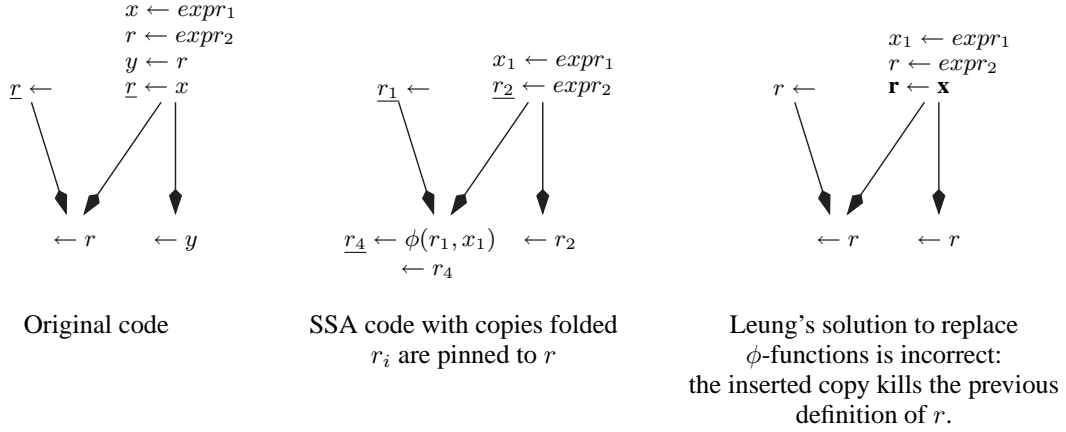 x ← expr₁
r ← expr₂
y ← r
r ← x
r ←
← r
← y
Original code
x₁ ← expr₁
r₂ ← expr₂
r₁ ←
r₄ ← ϕ(r₁, x₁)
← r₄
← r₂
SSA code with copies folded
rᵢ are pinned to r
x₁ ← expr₁
r ← expr₂
r ← x
r ←
← r
← r
Leung's solution to replace
ϕ-functions is incorrect:
the inserted copy kills the previous
definition of r.